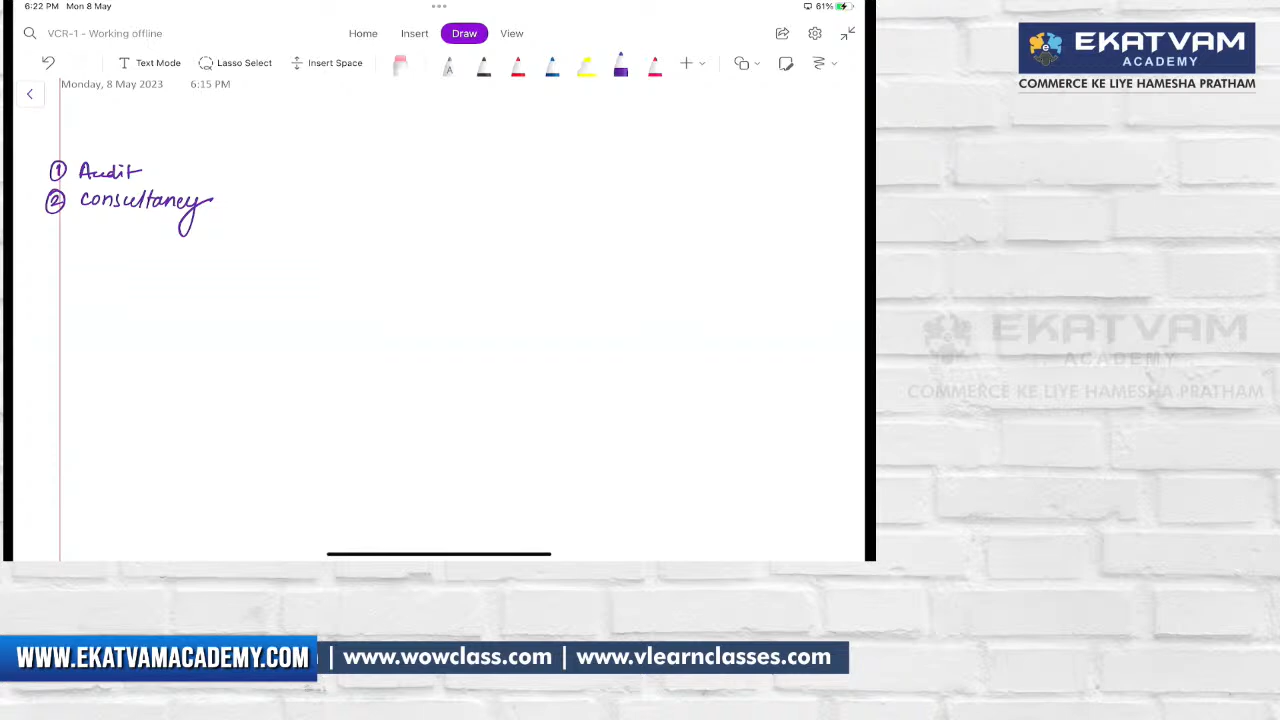 6:22 PM Mon 8 May
61%
VCR-1 - Working offline
Home Insert Draw View
Text Mode Lasso Select Insert Space
A
Monday, 8 May 2023 6:15 PM
① Audit
② consultancy
EKATVAM
ACADEMY
COMMERCE KE LIYE HAMESHA PRATHAM
EKATVAM
ACADEMY
COMMERCE KE LIYE HAMESHA PRATHAM
WWW.EKATVAMACADEMY.COM | www.wowclass.com | www.vlearnclasses.com